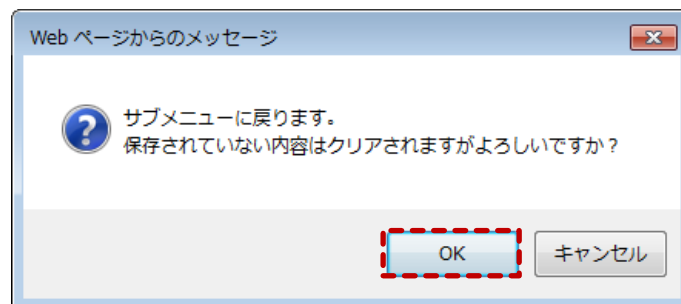 Web ページからのメッセージ
サブメニューに戻ります。
保存されていない内容はクリアされますがよろしいですか？
OK
キャンセル